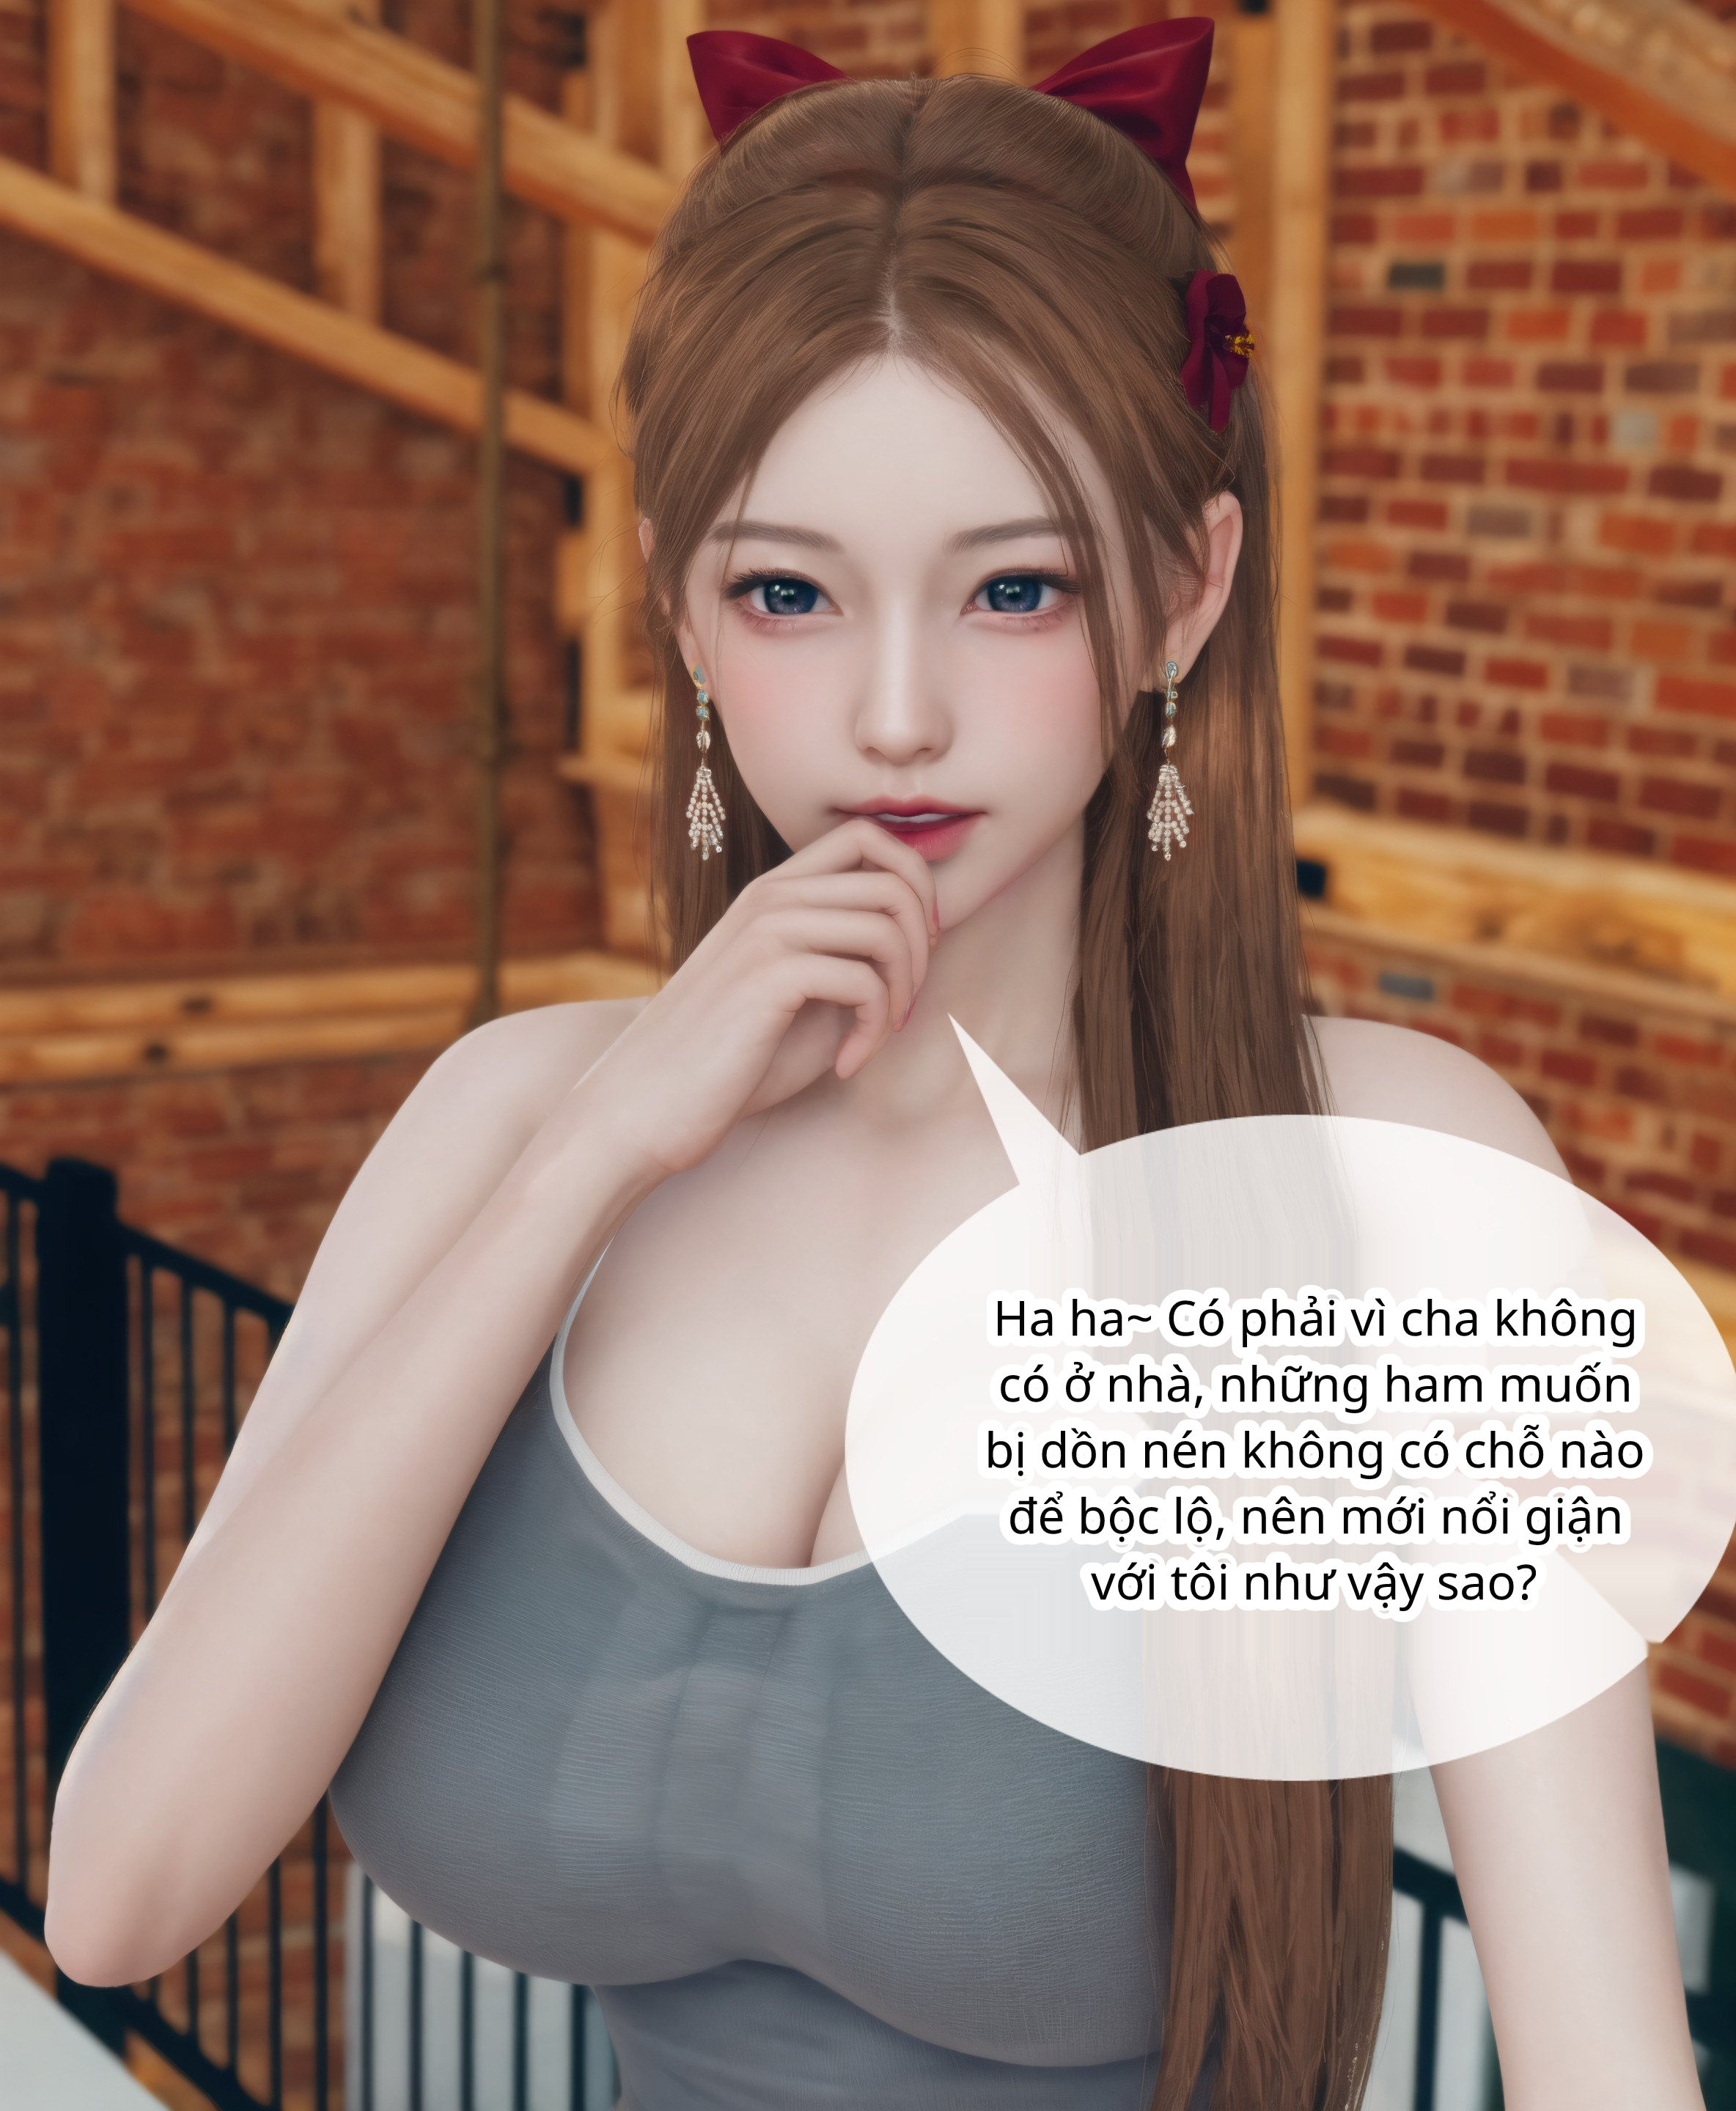 Ha ha~ Có phải vì cha không
có ở nhà, những ham muốn
bị dồn nén không có chỗ nào
để bộc lộ, nên mới nổi giận
với tôi như vậy sao?